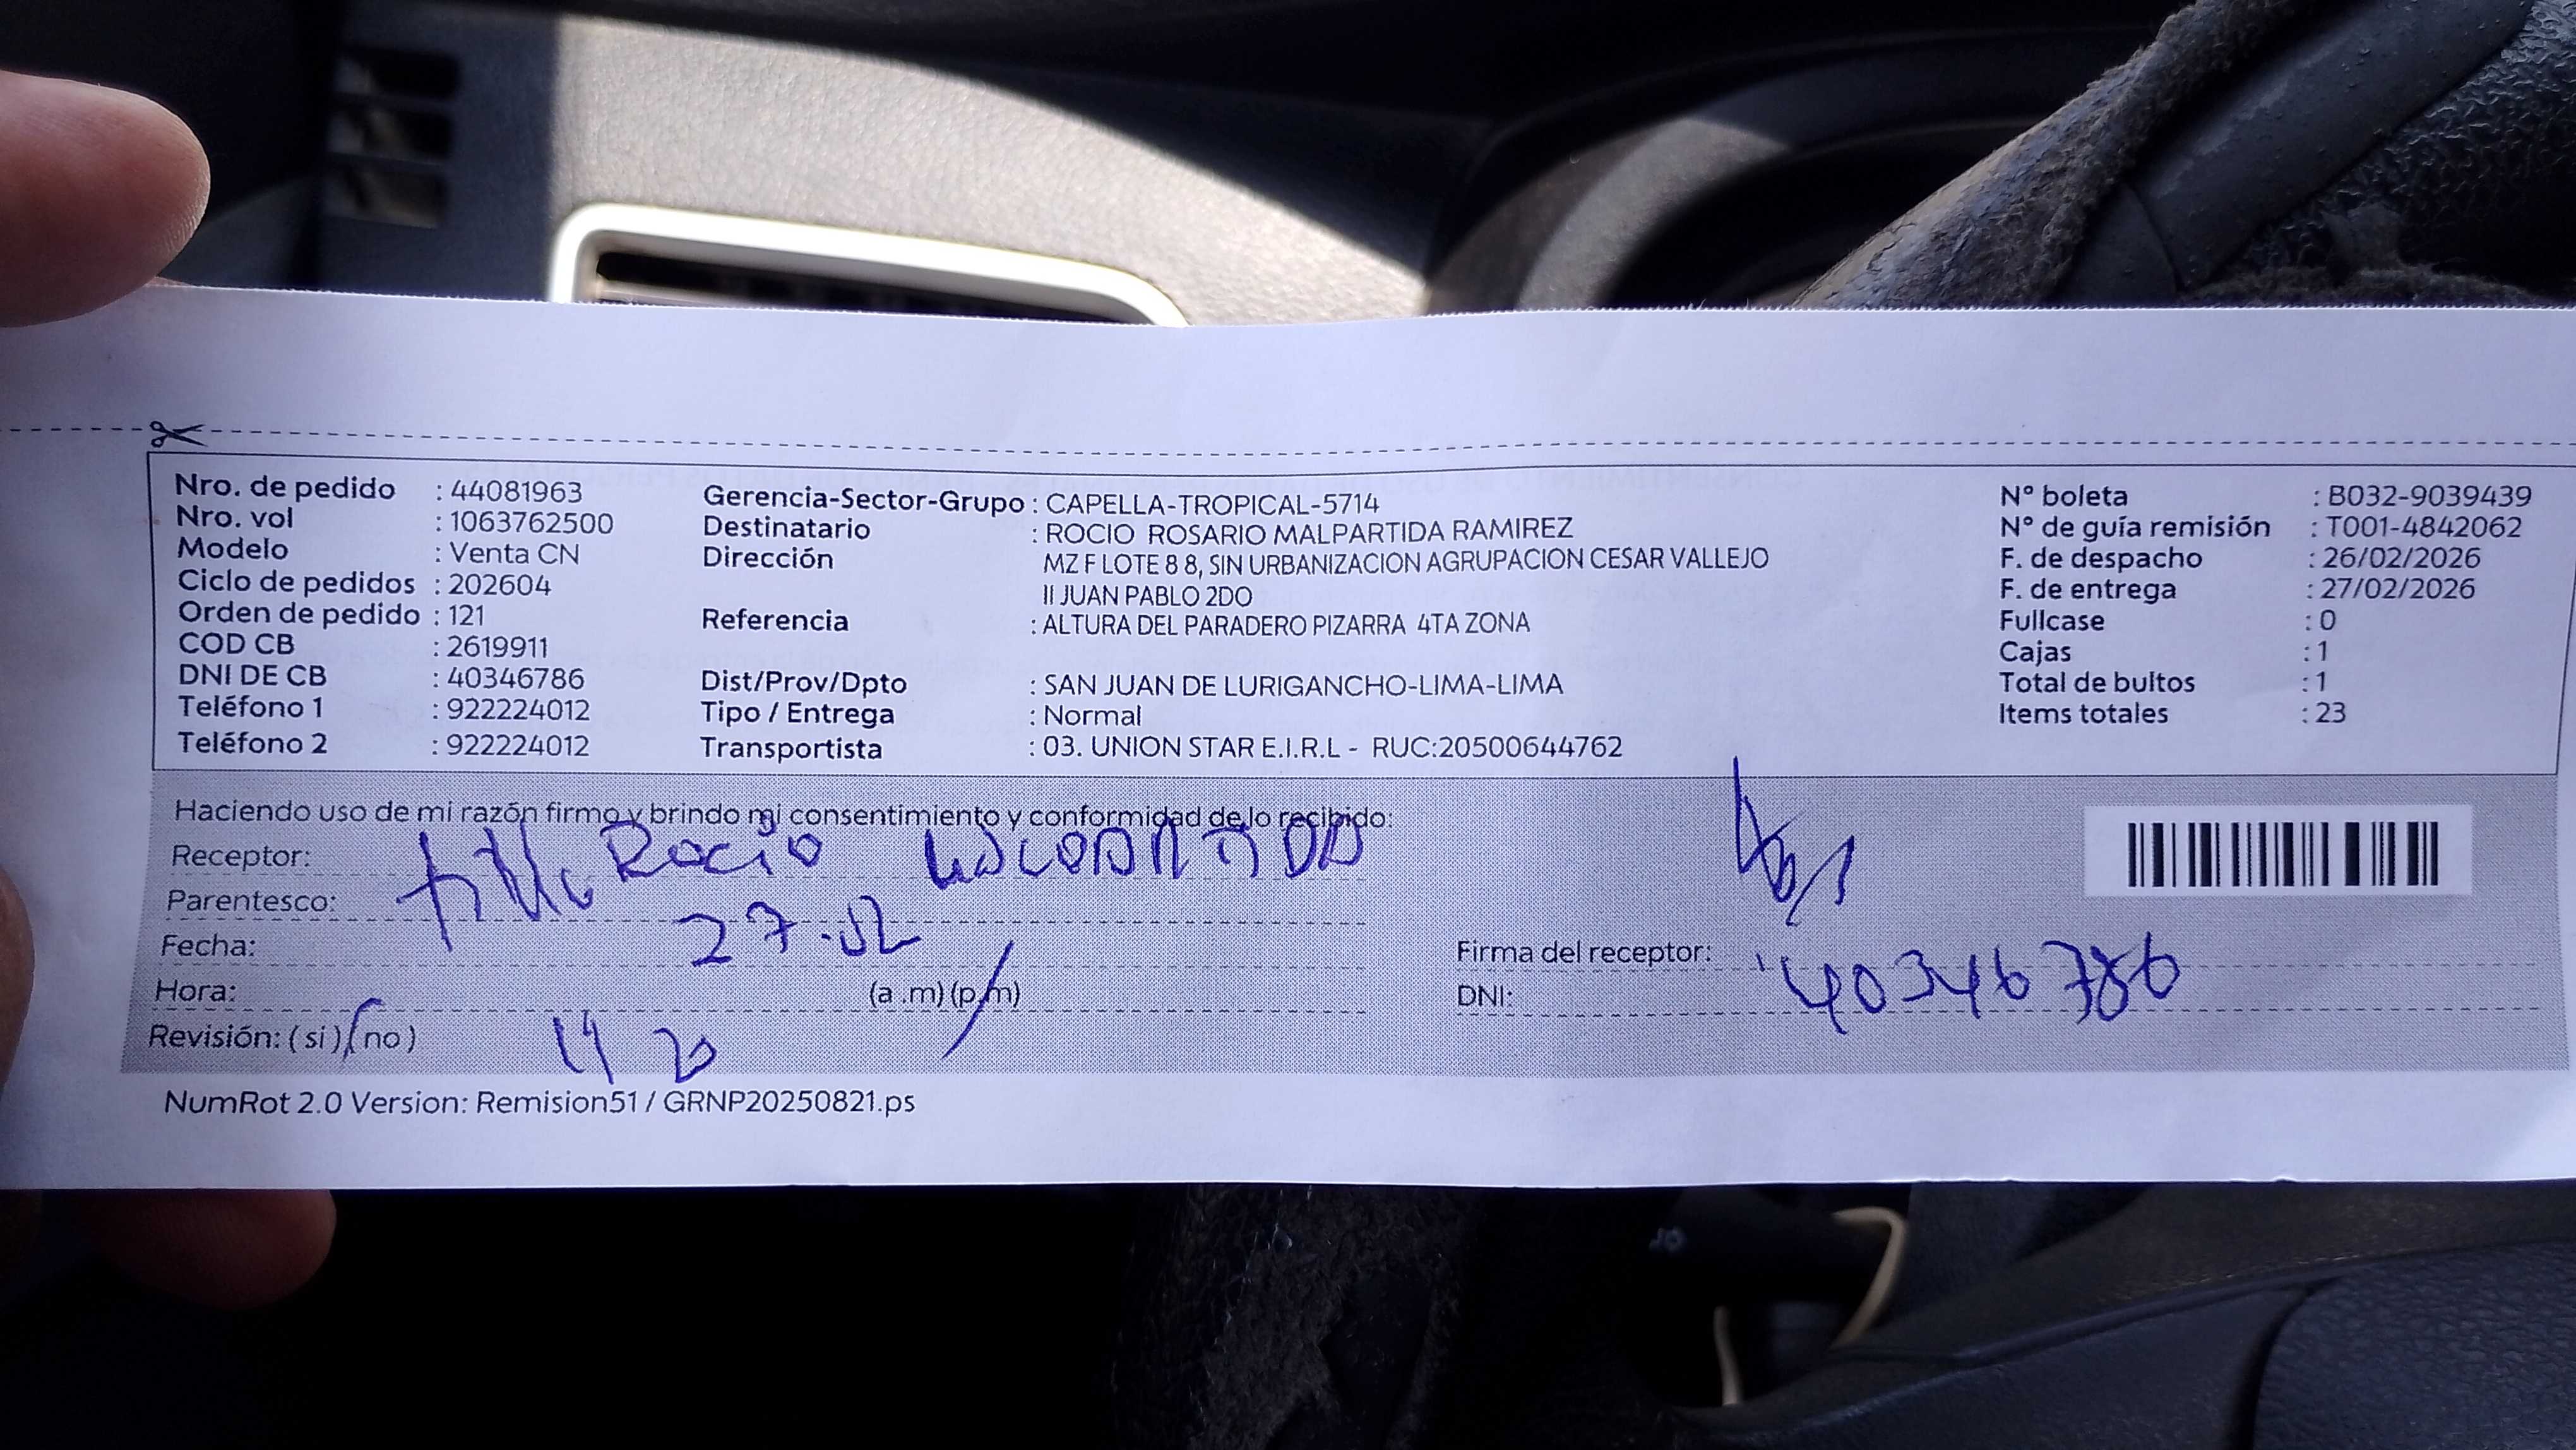 Nro. de pedido : 44081963
Nro. vol : 1063762500
Modelo : Venta CN
Ciclo de pedidos : 202604
Orden de pedido : 121
COD CB : 2619911
DNI DE CB : 40346786
Teléfono 1 : 922224012
Teléfono 2 : 922224012
Gerencia-Sector-Grupo : CAPELLA-TROPICAL-5714
Destinatario : ROCIO ROSARIO MALPARTIDA RAMIREZ
Dirección MZ F LOTE 8 8, SIN URBANIZACION AGRUPACION CESAR VALLEJO
II JUAN PABLO 2DO
Referencia : ALTURA DEL PARADERO PIZARRA 4TA ZONA
Dist/Prov/Dpto : SAN JUAN DE LURIGANCHO-LIMA-LIMA
Tipo / Entrega : Normal
Transportista : 03. UNION STAR E.I.R.L - RUC:20500644762
N° boleta : B032-9039439
N° de guía remisión : T001-4842062
F. de despacho : 26/02/2026
F. de entrega : 27/02/2026
Fullcase : 0
Cajas : 1
Total de bultos : 1
Items totales : 23
Haciendo uso de mi razón firmo y brindo mi consentimiento y conformidad de lo recibido:
Receptor: Rocio
Parentesco:
Fecha: 27.02
Hora: (a .m) (p.m)
Revisión: ( si ) ( no )
Firma del receptor:
DNI: 40346786
NumRot 2.0 Version: Remision51 / GRNP20250821.ps